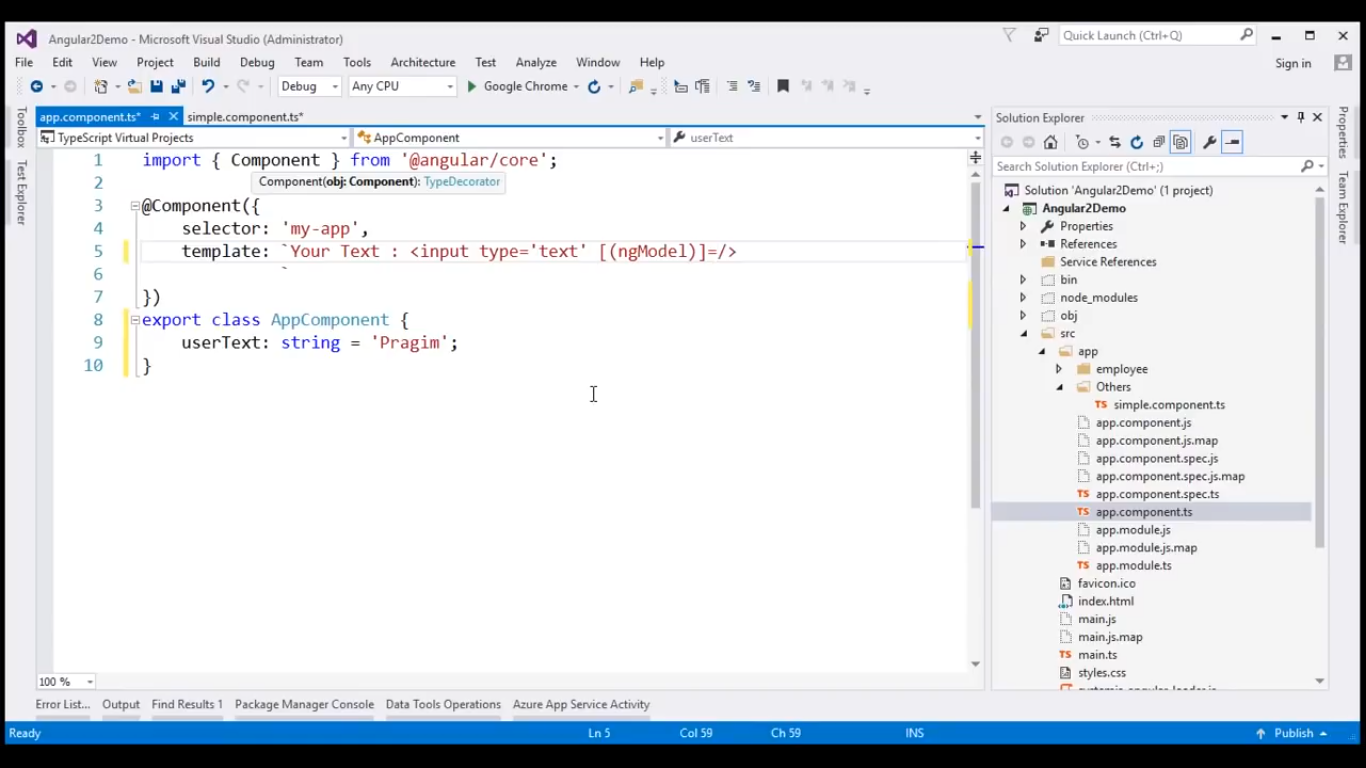 Angular2Demo - Microsoft Visual Studio (Administrator)
Quick Launch (Ctrl+Q)
File Edit View Project Build Debug Team Tools Architecture Test Analyze Window Help
Sign in
Debug Any CPU Google Chrome
Toolbox
Test Explorer
app.component.ts* simple.component.ts*
TypeScript Virtual Projects AppComponent userText
1 import { Component } from '@angular/core';
Component(obj: Component): TypeDecorator
2
3 @Component({
4 selector: 'my-app',
5 template: `Your Text : <input type='text' [(ngModel)]=/>
6 `
7 })
8 export class AppComponent {
9 userText: string = 'Pragim';
10 }
100 %
Solution Explorer
Search Solution Explorer (Ctrl+;)
Solution 'Angular2Demo' (1 project)
Angular2Demo
Properties
References
Service References
bin
node_modules
obj
src
app
employee
Others
TS simple.component.ts
app.component.js
app.component.js.map
app.component.spec.js
app.component.spec.js.map
TS app.component.spec.ts
TS app.component.ts
app.module.js
app.module.js.map
TS app.module.ts
favicon.ico
index.html
main.js
main.js.map
TS main.ts
styles.css
Properties
Team Explorer
Error List... Output Find Results 1 Package Manager Console Data Tools Operations Azure App Service Activity
Ready Ln 5 Col 59 Ch 59 INS Publish